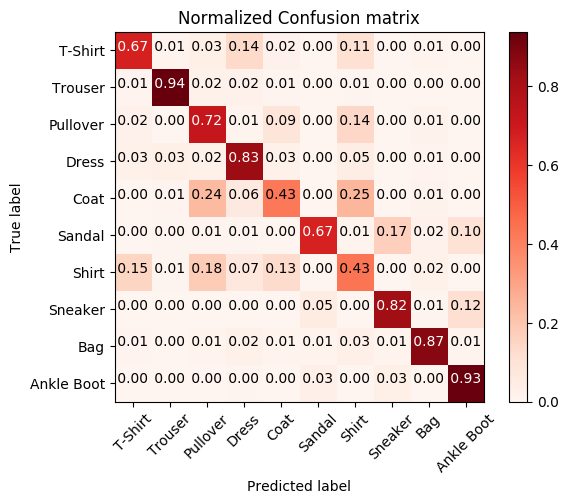 Normalized Confusion matrix
T-Shirt 0.67 0.01 0.03 0.14 0.02 0.00 0.11 0.00 0.01 0.00
Trouser 0.01 0.94 0.02 0.02 0.01 0.00 0.01 0.00 0.00 0.00
Pullover 0.02 0.00 0.72 0.01 0.09 0.00 0.14 0.00 0.01 0.00
Dress 0.03 0.03 0.02 0.83 0.03 0.00 0.05 0.00 0.01 0.00
Coat 0.00 0.01 0.24 0.06 0.43 0.00 0.25 0.00 0.01 0.00
Sandal 0.00 0.00 0.01 0.01 0.00 0.67 0.01 0.17 0.02 0.10
Shirt 0.15 0.01 0.18 0.07 0.13 0.00 0.43 0.00 0.02 0.00
Sneaker 0.00 0.00 0.00 0.00 0.00 0.05 0.00 0.82 0.01 0.12
Bag 0.01 0.00 0.01 0.02 0.01 0.01 0.03 0.01 0.87 0.01
Ankle Boot 0.00 0.00 0.00 0.00 0.00 0.03 0.00 0.03 0.00 0.93
True label
T-Shirt Trouser Pullover Dress Coat Sandal Shirt Sneaker Bag Ankle Boot
Predicted label
0.8
0.6
0.4
0.2
0.0